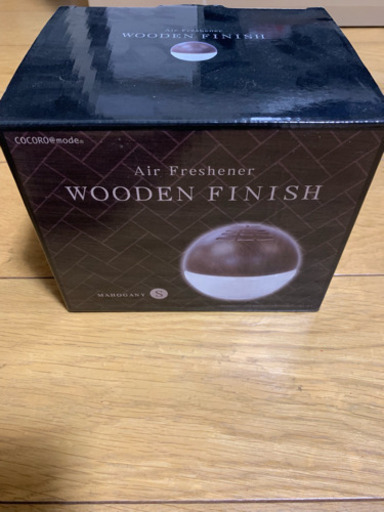 Air Freshener
WOODEN FINISH
COCORO@mode®
Air Freshener
WOODEN FINISH
MAHOGANY S